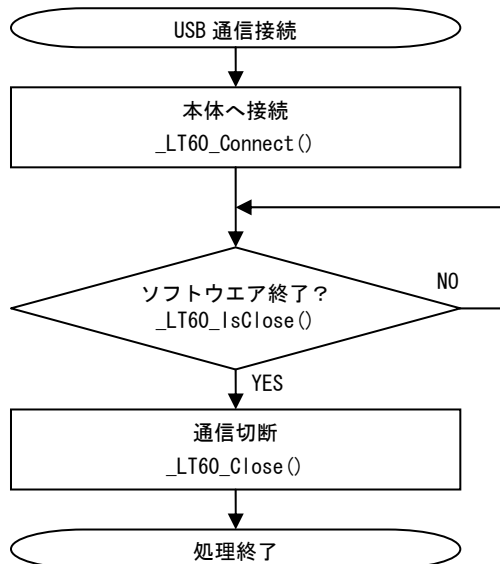 USB 通信接続
本体へ接続
_LT60_Connect()
ソフトウエア終了？
_LT60_IsClose()
NO
YES
通信切断
_LT60_Close()
処理終了